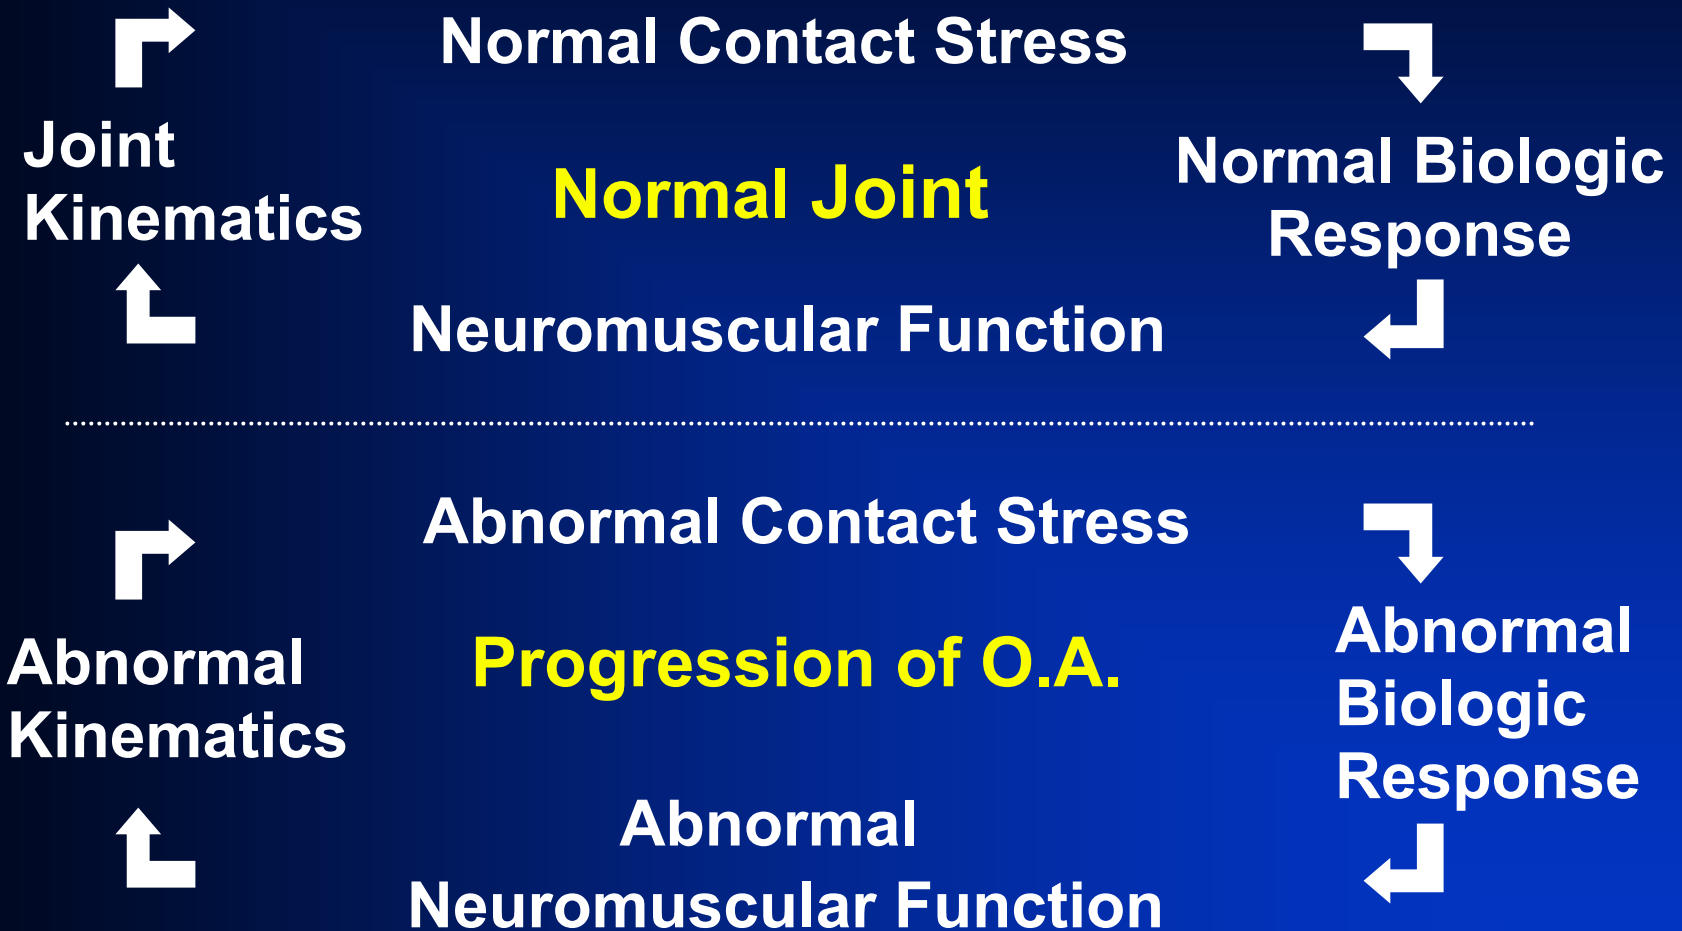 Normal Contact Stress
Joint
Kinematics
Normal Joint
Normal Biologic
Response
Neuromuscular Function
Abnormal Contact Stress
Abnormal
Kinematics
Progression of O.A.
Abnormal
Biologic
Response
Abnormal
Neuromuscular Function